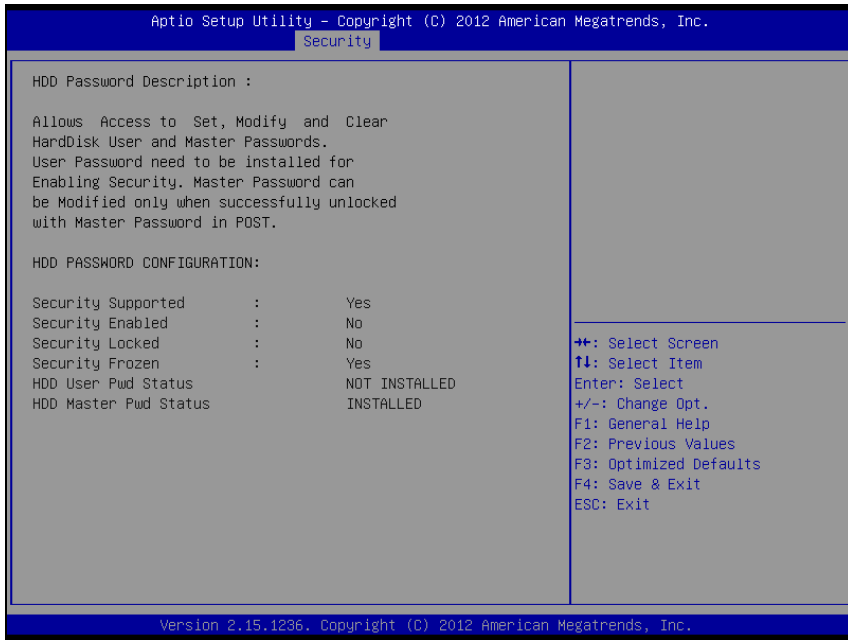 Aptio Setup Utility – Copyright (C) 2012 American Megatrends, Inc.
Security
HDD Password Description :
Allows Access to Set, Modify and Clear
HardDisk User and Master Passwords.
User Password need to be installed for
Enabling Security. Master Password can
be Modified only when successfully unlocked
with Master Password in POST.
HDD PASSWORD CONFIGURATION:
Security Supported : Yes
Security Enabled : No
Security Locked : No
Security Frozen : Yes
HDD User Pwd Status NOT INSTALLED
HDD Master Pwd Status INSTALLED
→←: Select Screen
↑↓: Select Item
Enter: Select
+/-: Change Opt.
F1: General Help
F2: Previous Values
F3: Optimized Defaults
F4: Save & Exit
ESC: Exit
Version 2.15.1236. Copyright (C) 2012 American Megatrends, Inc.